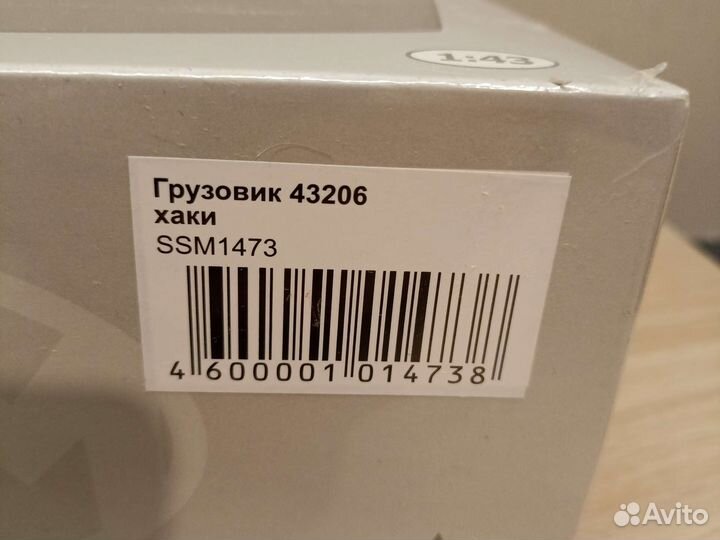 1:43
Грузовик 43206
хаки
SSM1473
4 600001 014738
Avito